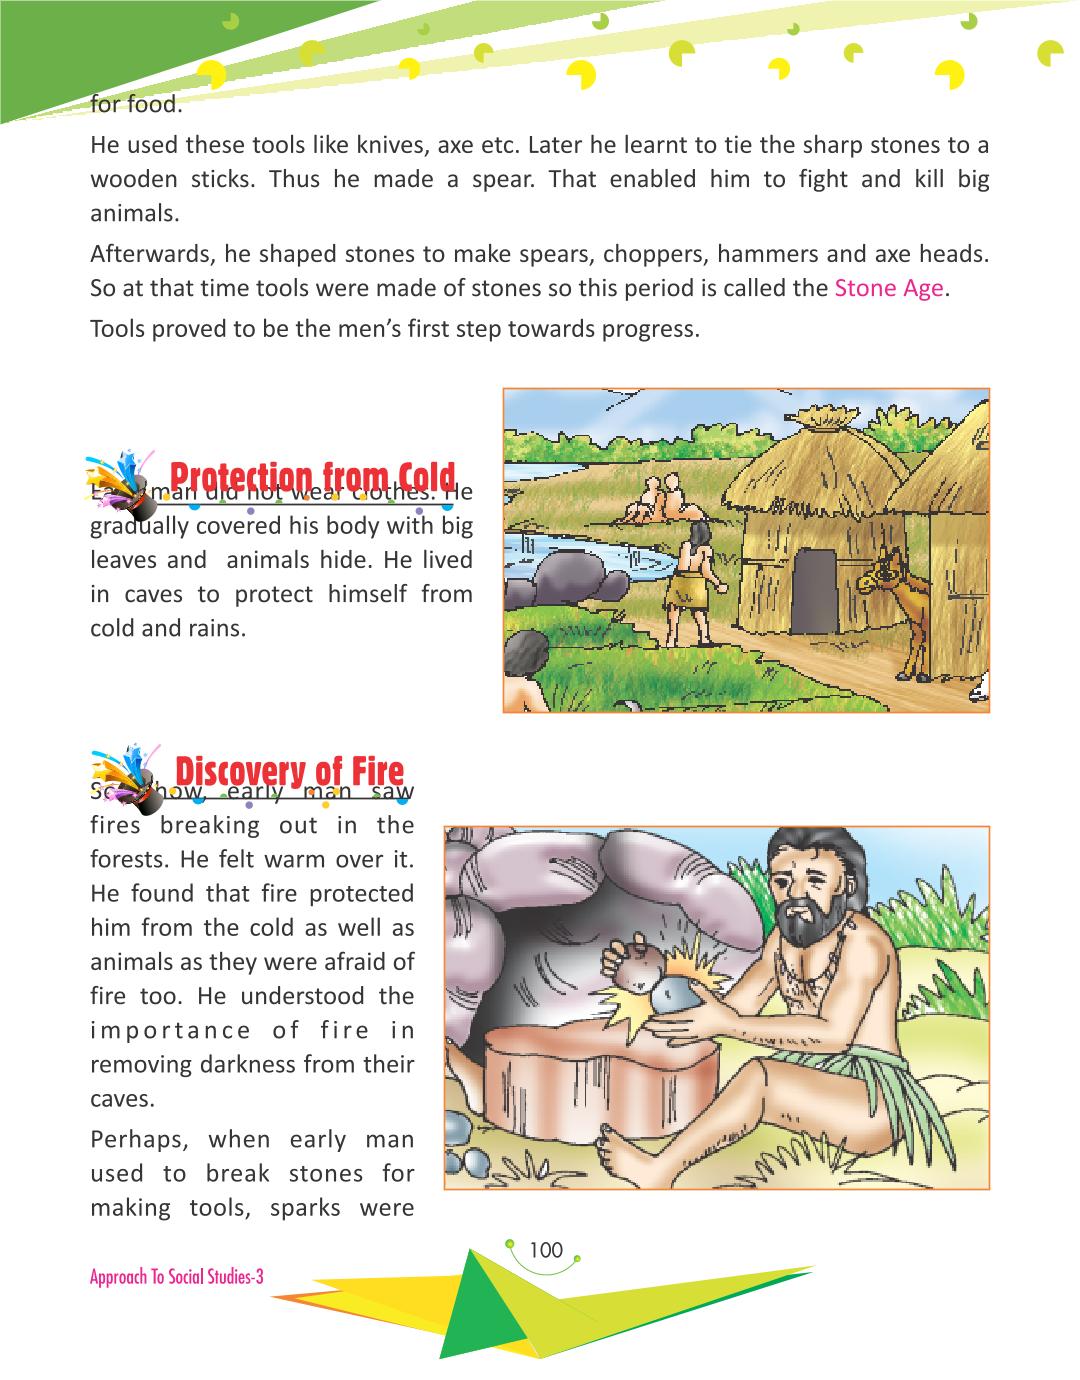 for food.
He used these tools like knives, axe etc. Later he learnt to tie the sharp stones to a
wooden sticks. Thus he made a spear. That enabled him to fight and kill big
animals.
Afterwards, he shaped stones to make spears, choppers, hammers and axe heads.
So at that time tools were made of stones so this period is called the Stone Age.
Tools proved to be the men's first step towards progress.
Protection from Cold
man did not wear clothes. He
gradually covered his body with big
leaves and animals hide. He lived
in caves to protect himself from
cold and rains.
Discovery of Fire
how, early man saw
fires breaking out in the
forests. He felt warm over it.
He found that fire protected
him from the cold as well as
animals as they were afraid of
fire too. He understood the
importance of fire in
removing darkness from their
caves.
Perhaps, when early man
used to break stones for
making tools, sparks were
100
Approach To Social Studies-3